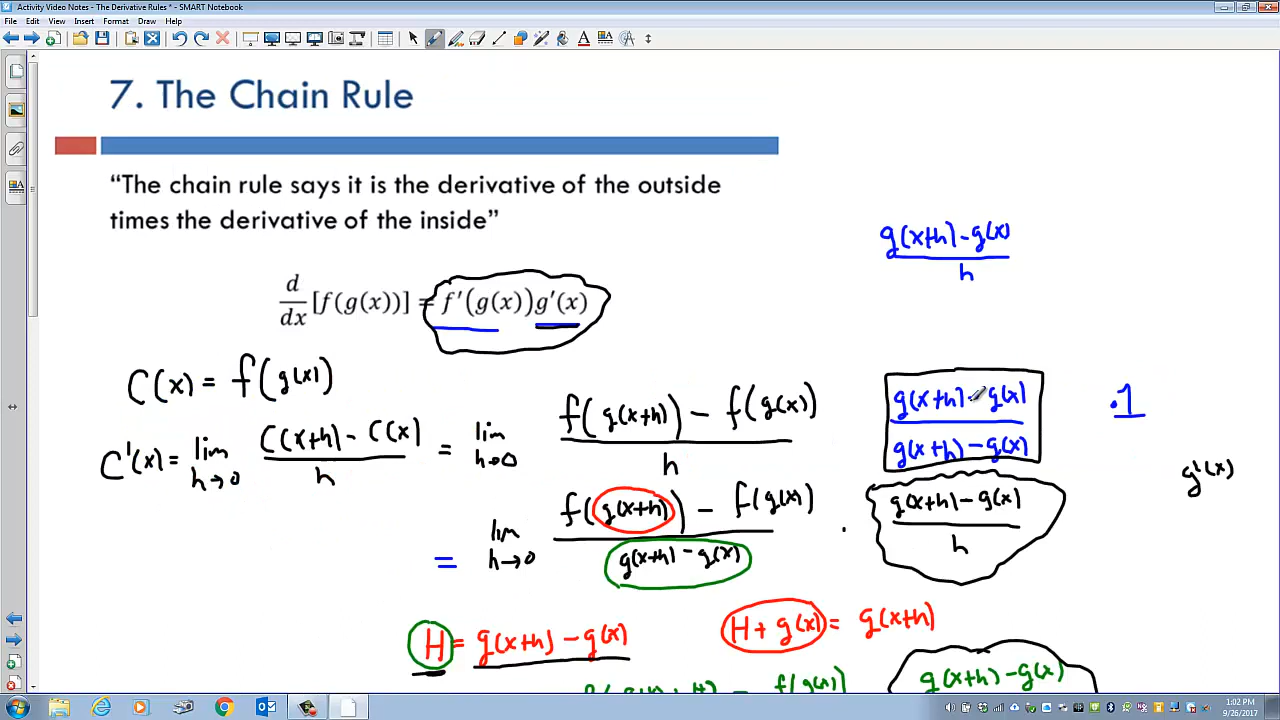 Activity Video Notes - The Derivative Rules * - SMART Notebook
File Edit View Insert Format Draw Help
7. The Chain Rule
“The chain rule says it is the derivative of the outside
times the derivative of the inside”
g(x+h) - g(x)
h
d/dx [f(g(x))] = f'(g(x))g'(x)
C(x) = f(g(x))
C'(x) = lim h→0 (C(x+h) - C(x))/h = lim h→0 (f(g(x+h)) - f(g(x)))/h
g(x+h) - g(x)
g(x+h) - g(x)
·1
g'(x)
= lim h→0 (f(g(x+h)) - f(g(x)))/(g(x+h) - g(x)) · (g(x+h) - g(x))/h
H = g(x+h) - g(x)
H + g(x) = g(x+h)
- f(g(x))
g(x+h) - g(x)
1:02 PM
9/26/2017